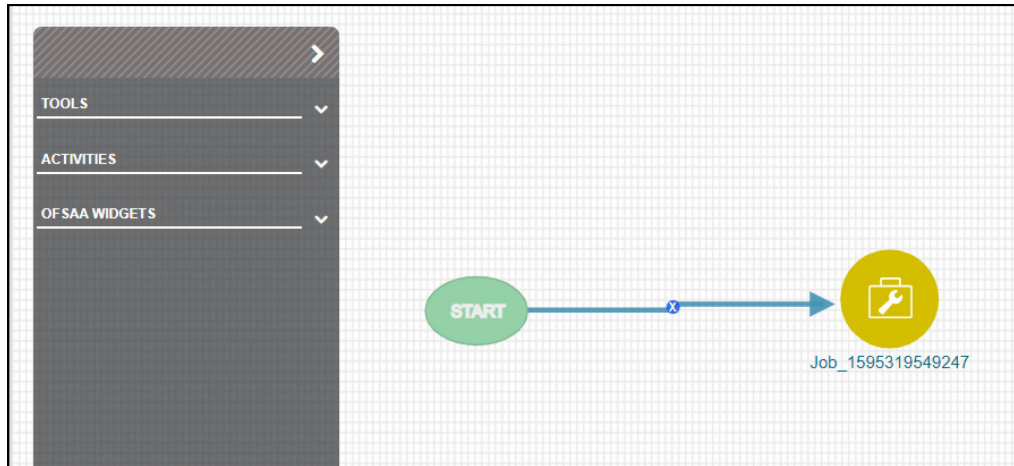 TOOLS
ACTIVITIES
OFSAA WIDGETS
START
X
Job_1595319549247